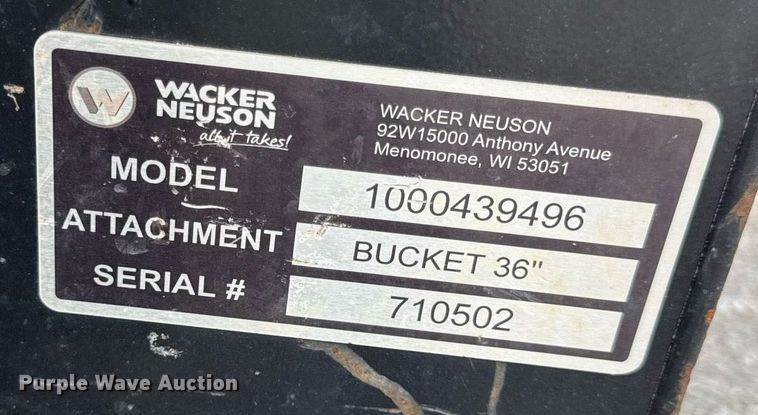 W
WACKER
NEUSON
all it takes!
WACKER NEUSON
92W15000 Anthony Avenue
Menomonee, WI 53051
MODEL 1000439496
ATTACHMENT BUCKET 36"
SERIAL # 710502
Purple Wave Auction